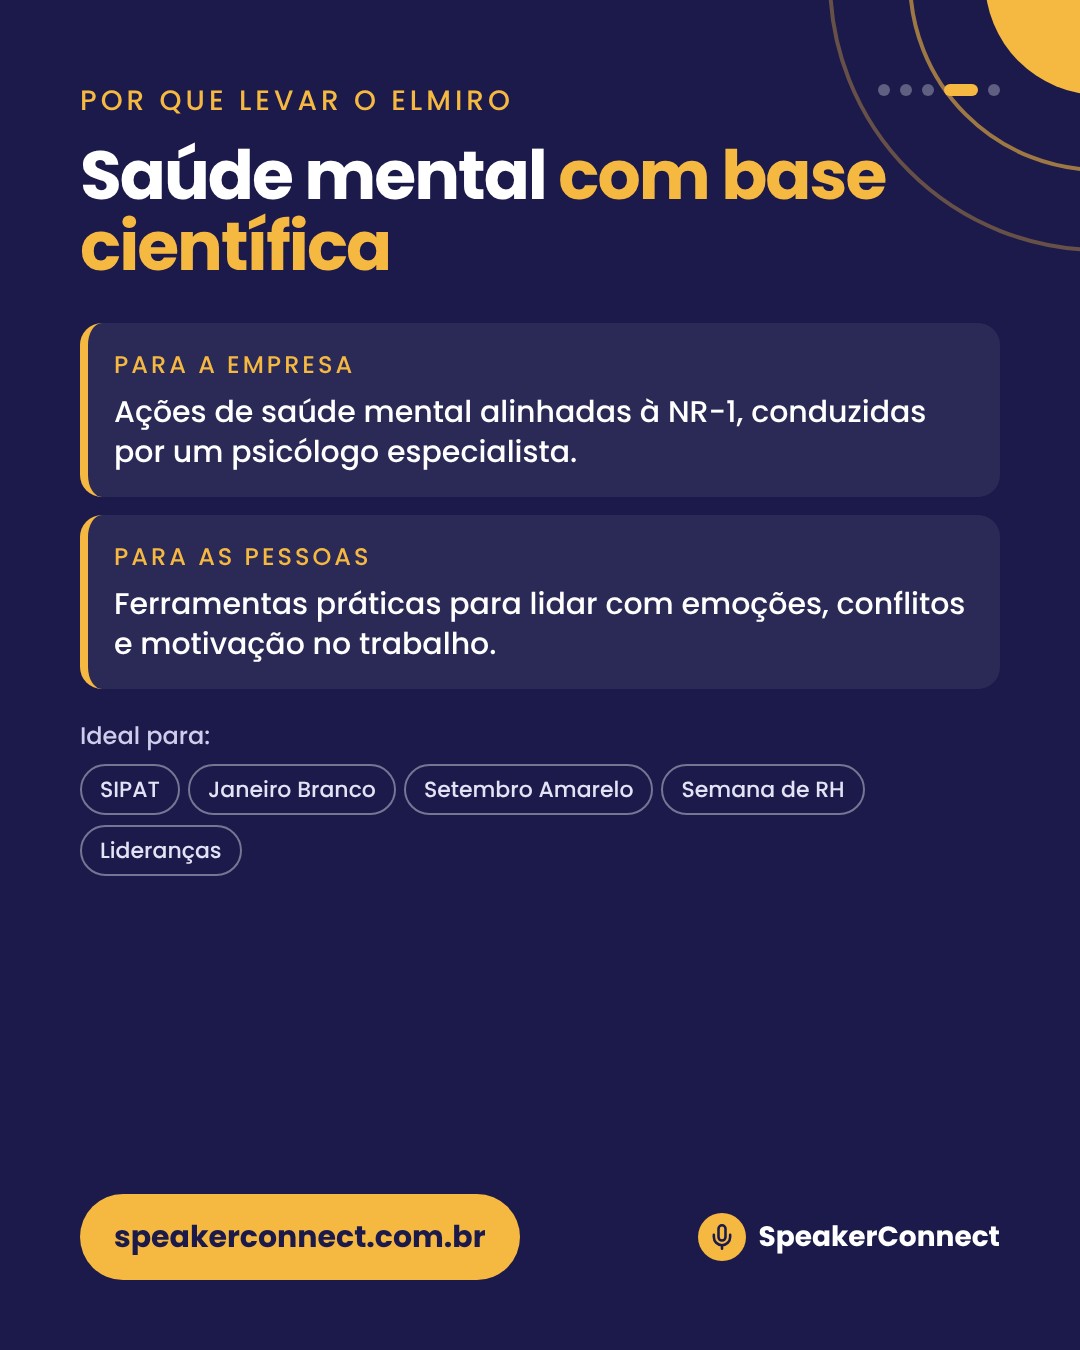 POR QUE LEVAR O ELMIRO
Saúde mental com base
científica
PARA A EMPRESA
Ações de saúde mental alinhadas à NR-1, conduzidas
por um psicólogo especialista.
PARA AS PESSOAS
Ferramentas práticas para lidar com emoções, conflitos
e motivação no trabalho.
Ideal para:
SIPAT Janeiro Branco Setembro Amarelo Semana de RH
Lideranças
speakerconnect.com.br SpeakerConnect